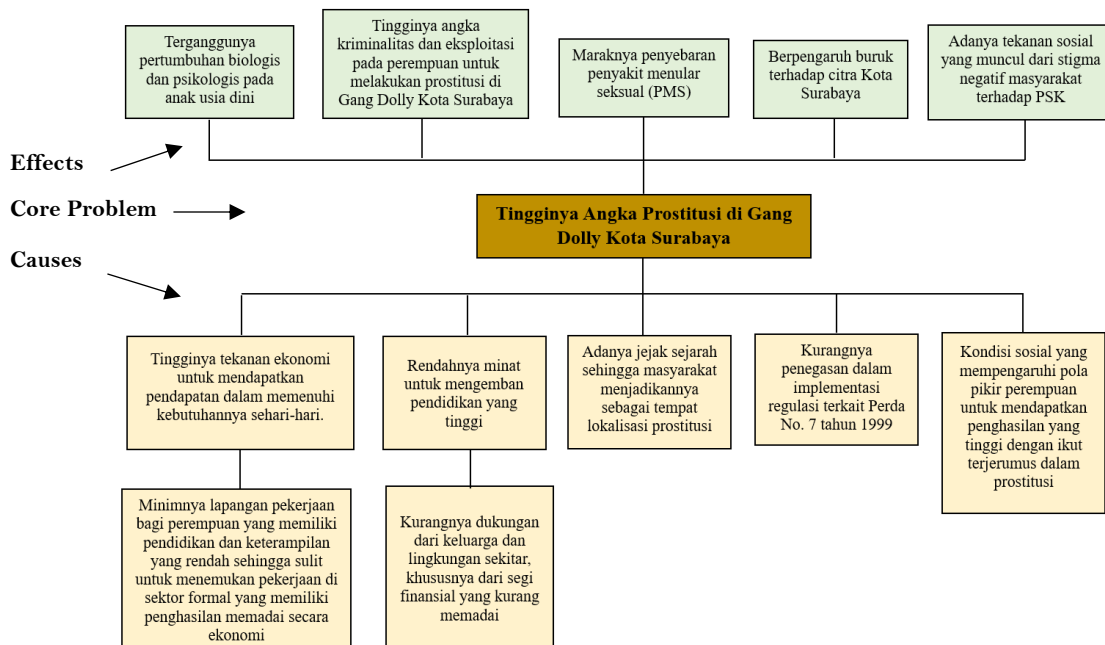 Terganggunya
pertumbuhan biologis
dan psikologis pada
anak usia dini
Tingginya angka
kriminalitas dan eksploitasi
pada perempuan untuk
melakukan prostitusi di
Gang Dolly Kota Surabaya
Maraknya penyebaran
penyakit menular
seksual (PMS)
Berpengaruh buruk
terhadap citra Kota
Surabaya
Adanya tekanan sosial
yang muncul dari stigma
negatif masyarakat
terhadap PSK
Effects
Core Problem
Tingginya Angka Prostitusi di Gang
Dolly Kota Surabaya
Causes
Tingginya tekanan ekonomi
untuk mendapatkan
pendapatan dalam memenuhi
kebutuhannya sehari-hari.
Rendahnya minat
untuk mengemban
pendidikan yang
tinggi
Adanya jejak sejarah
sehingga masyarakat
menjadikannya
sebagai tempat
lokalisasi prostitusi
Kurangnya
penegasan dalam
implementasi
regulasi terkait Perda
No. 7 tahun 1999
Kondisi sosial yang
mempengaruhi pola
pikir perempuan
untuk mendapatkan
penghasilan yang
tinggi dengan ikut
terjerumus dalam
prostitusi
Minimnya lapangan pekerjaan
bagi perempuan yang memiliki
pendidikan dan keterampilan
yang rendah sehingga sulit
untuk menemukan pekerjaan di
sektor formal yang memiliki
penghasilan memadai secara
ekonomi
Kurangnya dukungan
dari keluarga dan
lingkungan sekitar,
khususnya dari segi
finansial yang kurang
memadai